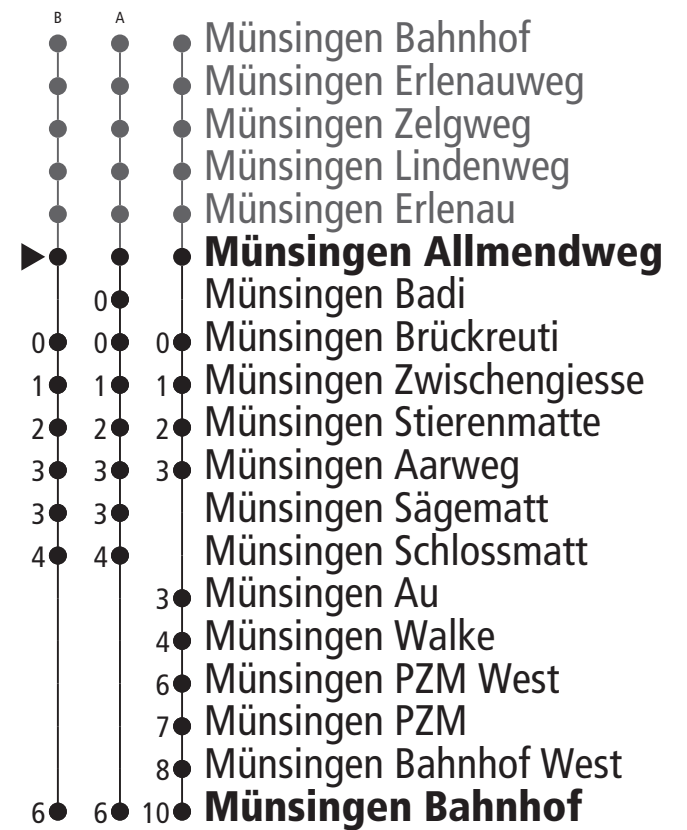 B A
Münsingen Bahnhof
Münsingen Erlenauweg
Münsingen Zelgweg
Münsingen Lindenweg
Münsingen Erlenau
Münsingen Allmendweg
0 Münsingen Badi
0 0 0 Münsingen Brückreuti
1 1 1 Münsingen Zwischengiesse
2 2 2 Münsingen Stierenmatte
3 3 3 Münsingen Aarweg
3 3 Münsingen Sägematt
4 4 Münsingen Schlossmatt
3 Münsingen Au
4 Münsingen Walke
6 Münsingen PZM West
7 Münsingen PZM
8 Münsingen Bahnhof West
6 6 10 Münsingen Bahnhof